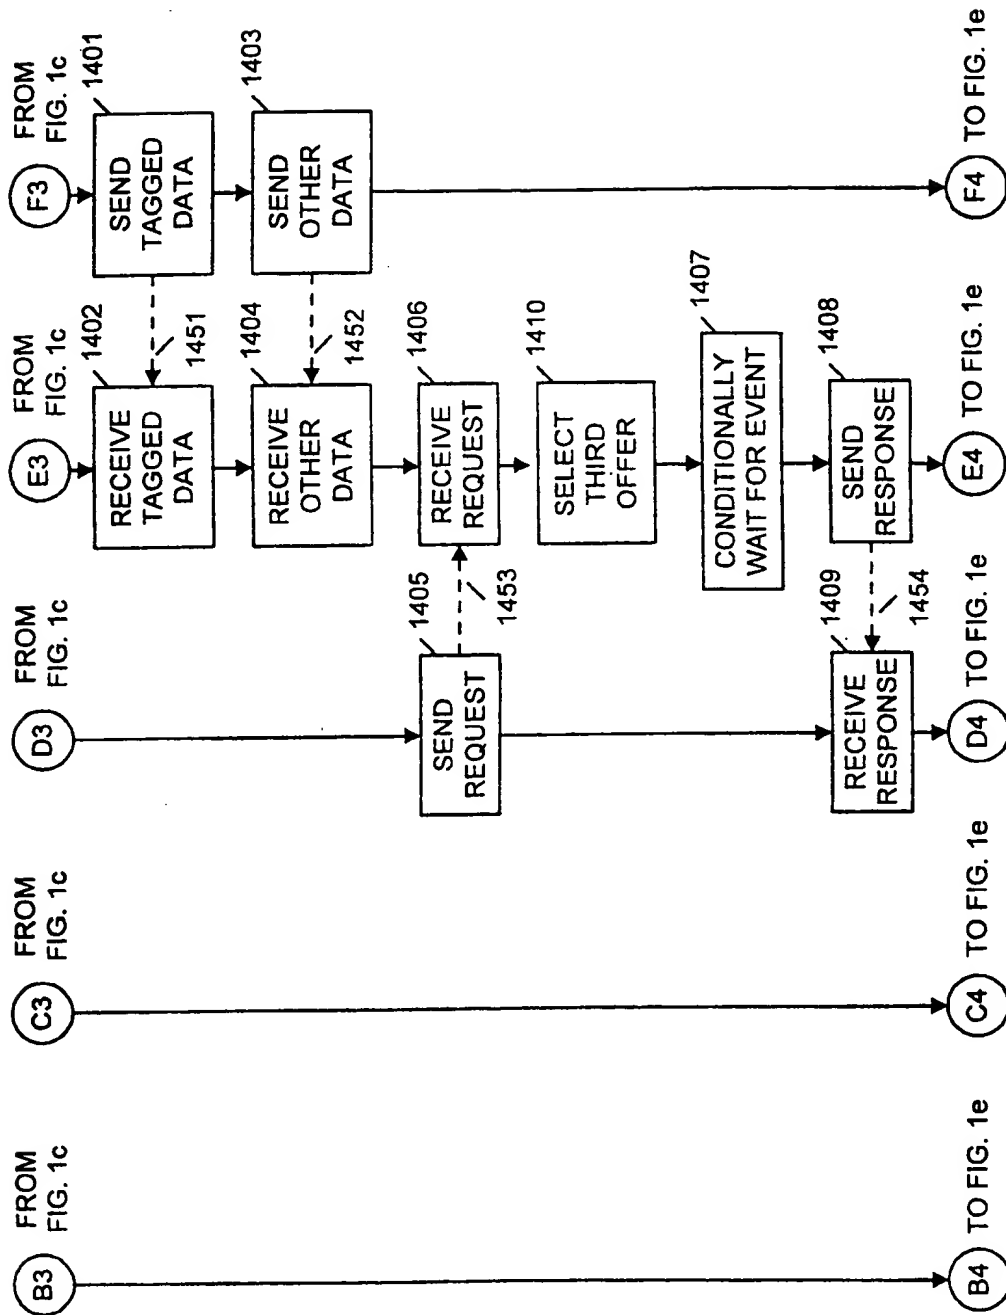 B3
FROM
FIG. 1c
C3
FROM
FIG. 1c
D3
FROM
FIG. 1c
E3
FROM
FIG. 1c
F3
FROM
FIG. 1c
1402
RECEIVE
TAGGED
DATA
1451
1401
SEND
TAGGED
DATA
1404
RECEIVE
OTHER
DATA
1452
1403
SEND
OTHER
DATA
1405
SEND
REQUEST
1453
1406
RECEIVE
REQUEST
1410
SELECT
THIRD
OFFER
1407
CONDITIONALLY
WAIT FOR EVENT
1409
RECEIVE
RESPONSE
1454
1408
SEND
RESPONSE
B4
TO FIG. 1e
C4
TO FIG. 1e
D4
TO FIG. 1e
E4
TO FIG. 1e
F4
TO FIG. 1e